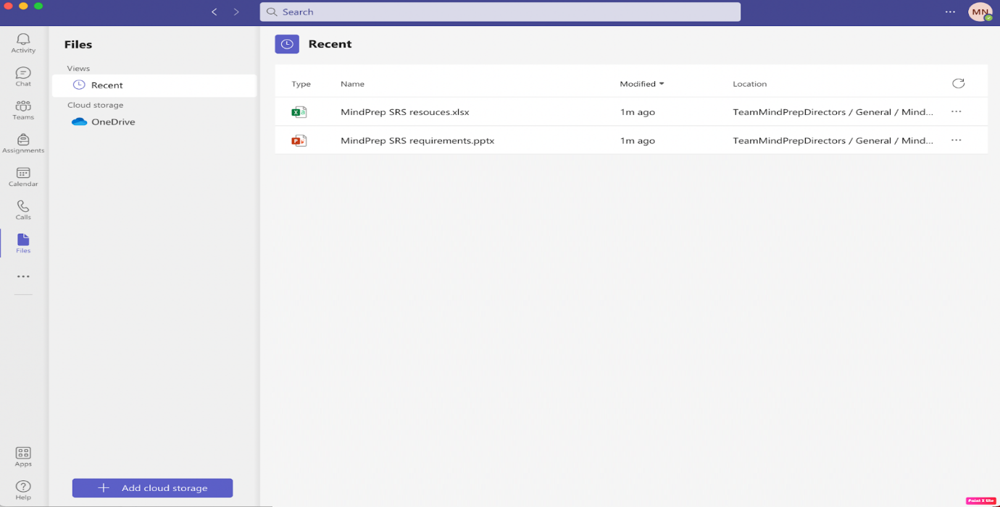 Search
MN
Activity
Chat
Teams
Assignments
Calendar
Calls
Files
Apps
Help
Files
Views
Recent
Cloud storage
OneDrive
Add cloud storage
Recent
Type Name Modified Location
MindPrep SRS resouces.xlsx 1m ago TeamMindPrepDirectors / General / Mind...
MindPrep SRS requirements.pptx 1m ago TeamMindPrepDirectors / General / Mind...
Point X lite